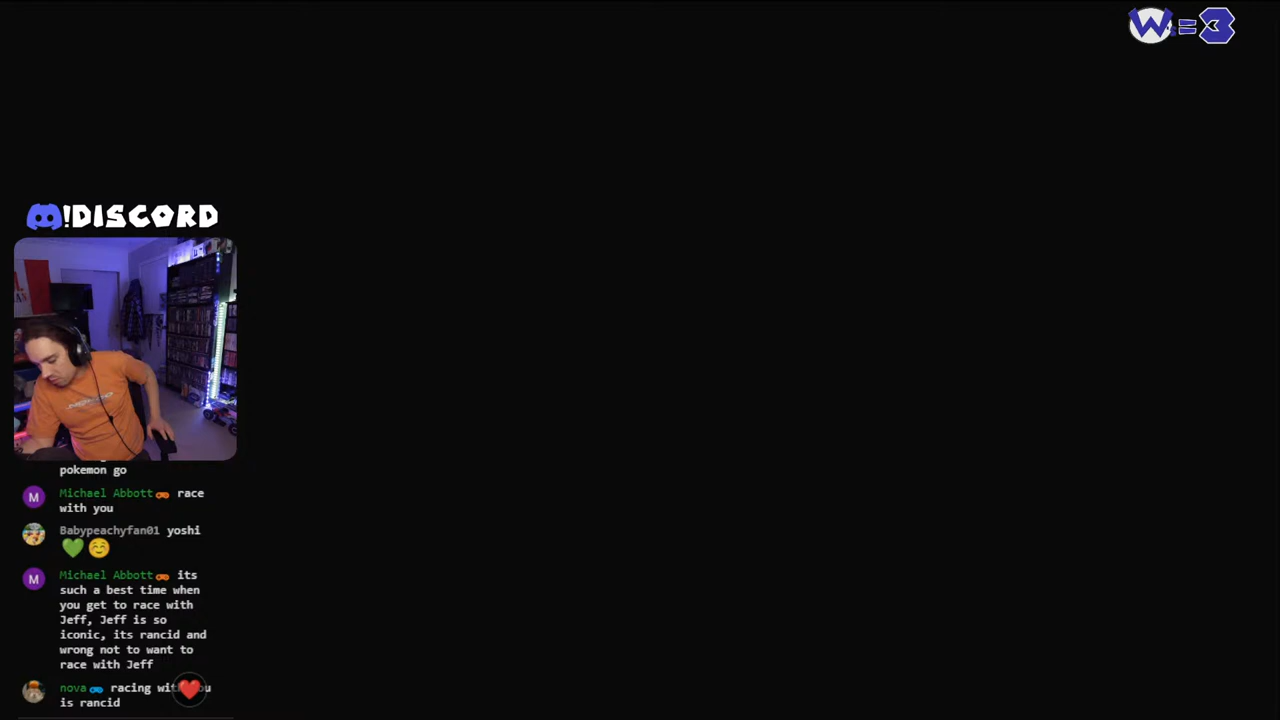 W=3
!DISCORD
pokemon go
M
Michael Abbott race
with you
Babypeachyfan01 yoshi
💚 ☺️
M
Michael Abbott its
such a best time when
you get to race with
Jeff, Jeff is so
iconic, its rancid and
wrong not to want to
race with Jeff
nova racing
is rancid